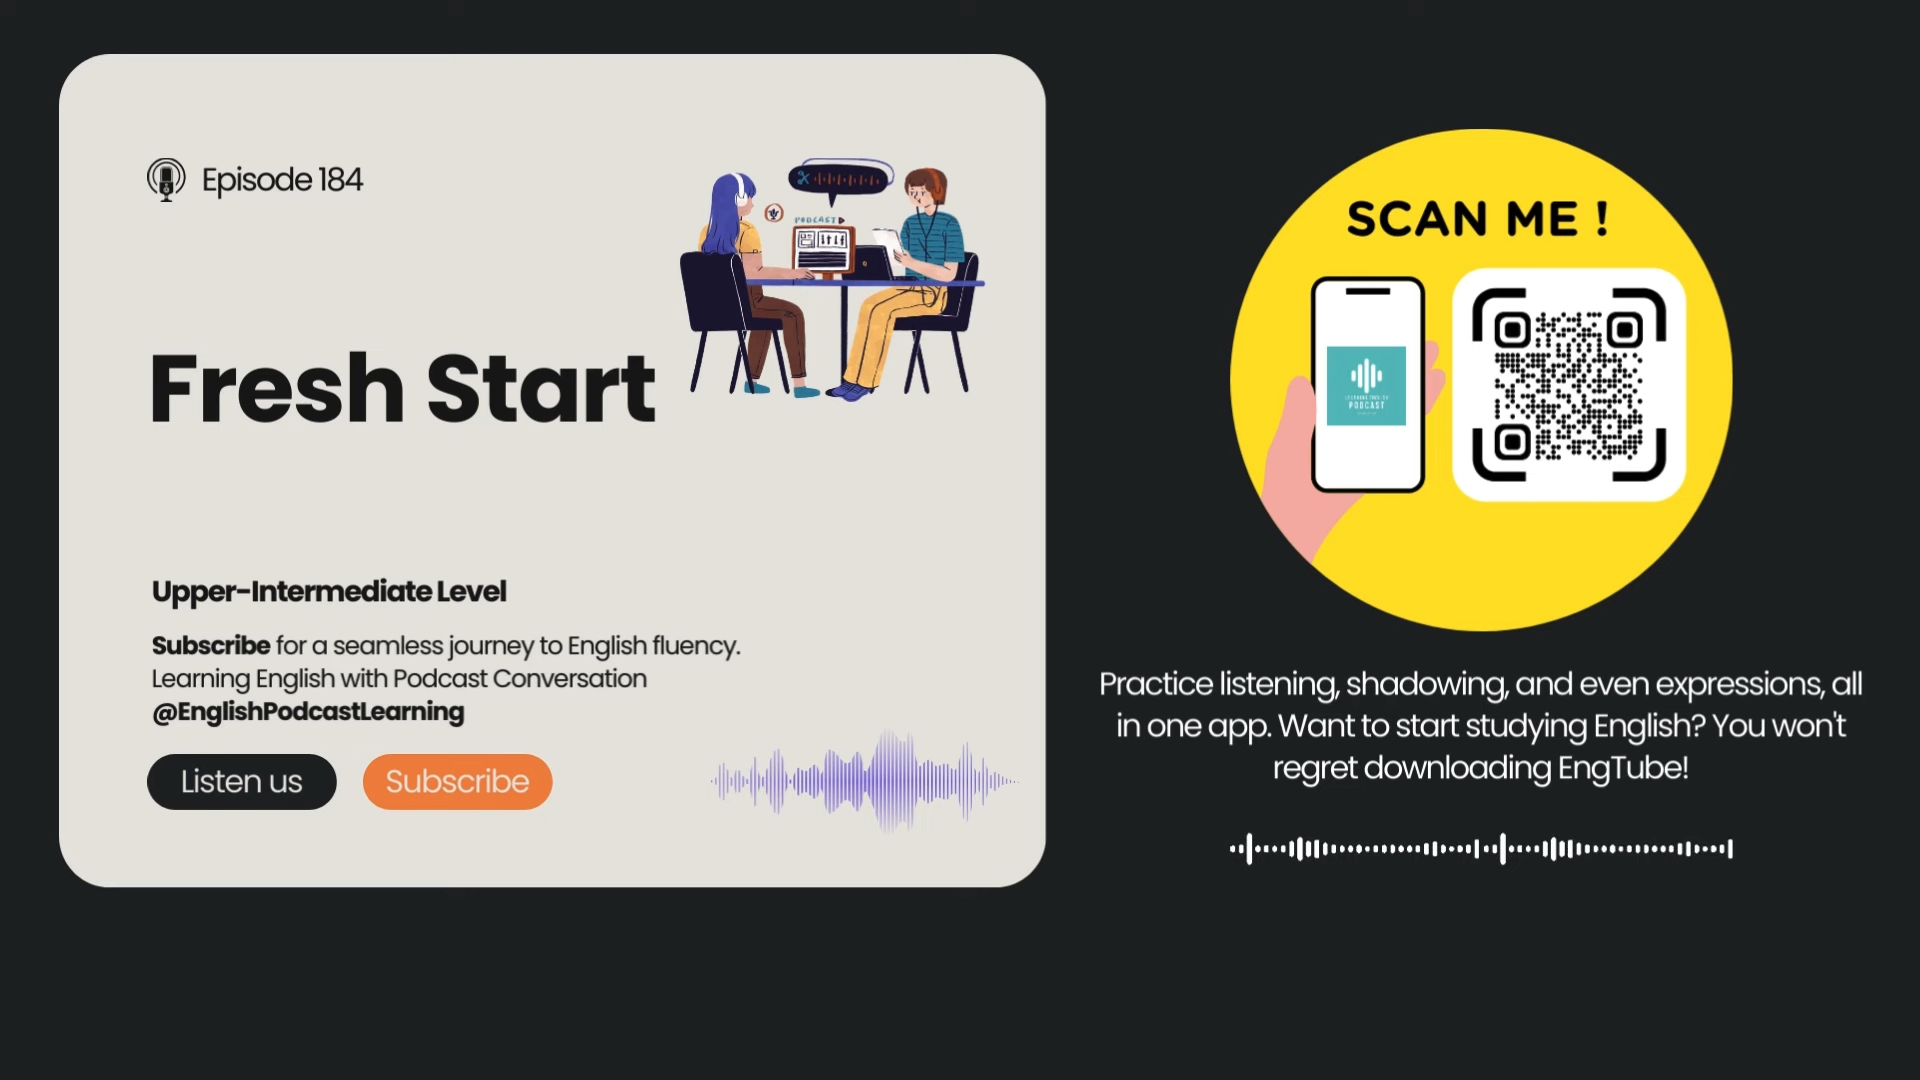 Episode 184
PODCAST
Fresh Start
Upper-Intermediate Level
Subscribe for a seamless journey to English fluency.
Learning English with Podcast Conversation
@EnglishPodcastLearning
Listen us
Subscribe
SCAN ME !
PODCAST
Practice listening, shadowing, and even expressions, all
in one app. Want to start studying English? You won't
regret downloading EngTube!